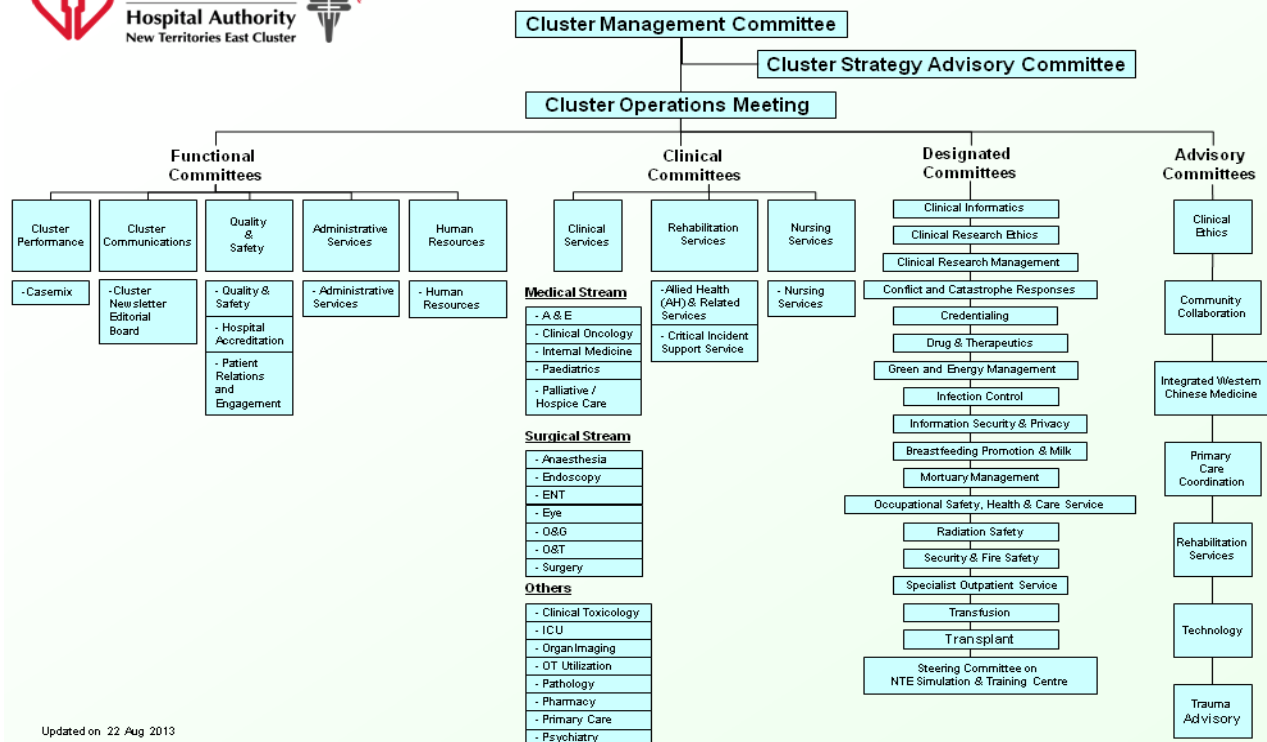 Hospital Authority
New Territories East Cluster
Cluster Management Committee
Cluster Strategy Advisory Committee
Cluster Operations Meeting
Functional
Committees
Cluster
Performance
-Casemix
Cluster
Communications
-Cluster
Newsletter
Editorial
Board
Quality
&
Safety
- Quality &
Safety
- Hospital
Accreditation
- Patient
Relations
and
Engagement
Administrative
Services
- Administrative
Services
Human
Resources
- Human
Resources
Clinical
Committees
Clinical
Services
Medical Stream
- A & E
- Clinical Oncology
- Internal Medicine
- Paediatrics
- Palliative /
Hospice Care
Surgical Stream
- Anaesthesia
- Endoscopy
- ENT
- Eye
- O&G
- O&T
- Surgery
Others
- Clinical Toxicology
- ICU
- Organ Imaging
- OT Utilization
- Pathology
- Pharmacy
- Primary Care
- Psychiatry
Rehabilitation
Services
-Allied Health
(AH) & Related
Services
- Critical Incident
Support Service
Nursing
Services
- Nursing
Services
Designated
Committees
Clinical Informatics
Clinical Research Ethics
Clinical Research Management
Conflict and Catastrophe Responses
Credentialing
Drug & Therapeutics
Green and Energy Management
Infection Control
Information Security & Privacy
Breastfeeding Promotion & Milk
Mortuary Management
Occupational Safety, Health & Care Service
Radiation Safety
Security & Fire Safety
Specialist Outpatient Service
Transfusion
Transplant
Steering Committee on
NTE Simulation & Training Centre
Advisory
Committees
Clinical
Ethics
Community
Collaboration
Integrated Western
Chinese Medicine
Primary
Care
Coordination
Rehabilitation
Services
Technology
Trauma
Advisory
Updated on 22 Aug 2013